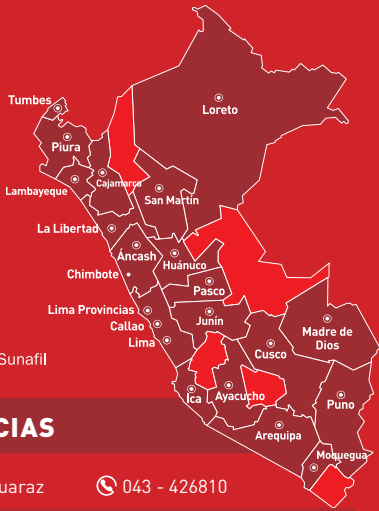 Tumbes
Loreto
Piura
Cajamarca
Lambayeque
San Martín
La Libertad
Áncash
Huánuco
Chimbote
Pasco
Lima Provincias
Callao
Junín
Lima
Madre de
Dios
Cusco
Sunafil
Ica
Ayacucho
Puno
CIAS
Arequipa
Moquegua
uaraz
043 - 426810